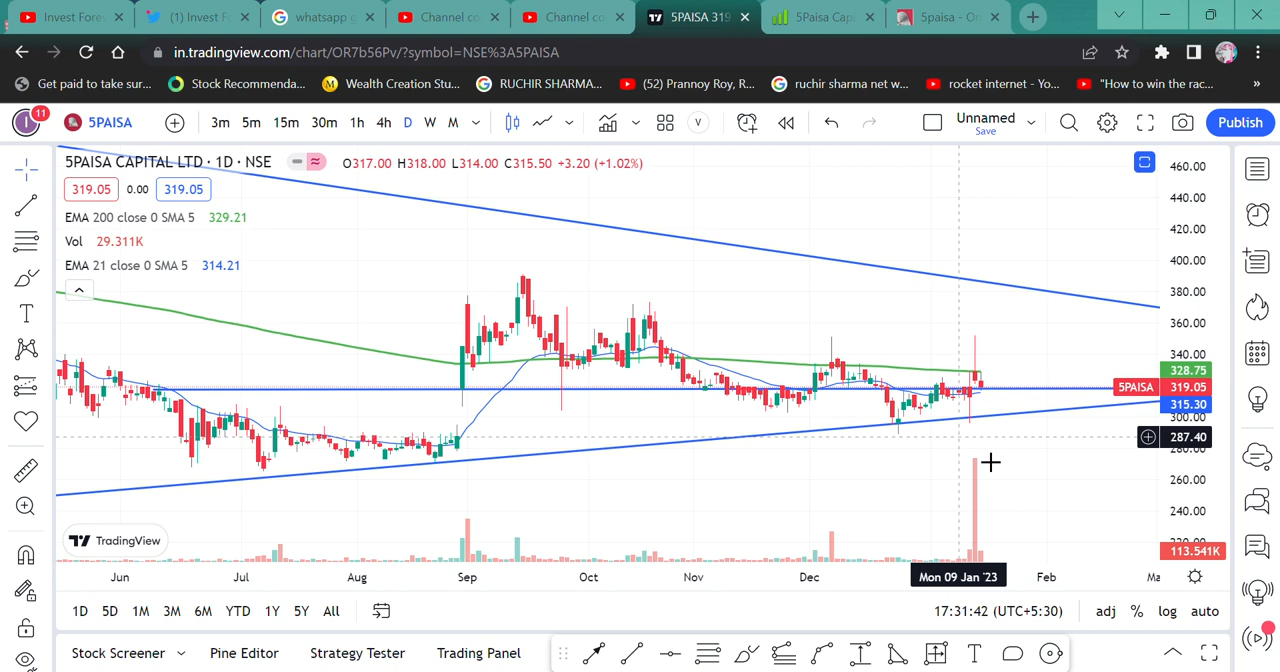 Invest Fores
(1) Invest F
whatsapp g
Channel co
Channel co
5PAISA 319
5Paisa Cap
5paisa - On
in.tradingview.com/chart/OR7b56Pv/?symbol=NSE%3A5PAISA
Get paid to take sur...
Stock Recommenda...
Wealth Creation Stu...
RUCHIR SHARMA...
(52) Prannoy Roy, R...
ruchir sharma net w...
rocket internet - Yo...
"How to win the rac...
»
I
11
5PAISA
3m
5m
15m
30m
1h
4h
D
W
M
V
Unnamed
Save
Publish
5PAISA CAPITAL LTD · 1D · NSE
O317.00 H318.00 L314.00 C315.50 +3.20 (+1.02%)
319.05
0.00
319.05
EMA 200 close 0 SMA 5 329.21
Vol 29.311K
EMA 21 close 0 SMA 5 314.21
460.00
440.00
420.00
400.00
380.00
360.00
340.00
328.75
5PAISA 319.05
315.30
300.00
287.40
280.00
260.00
240.00
220.00
113.541K
TradingView
Jun
Jul
Aug
Sep
Oct
Nov
Dec
Mon 09 Jan '23
Feb
Ma
1D
5D
1M
3M
6M
YTD
1Y
5Y
All
17:31:42 (UTC+5:30)
adj
%
log
auto
Stock Screener
Pine Editor
Strategy Tester
Trading Panel